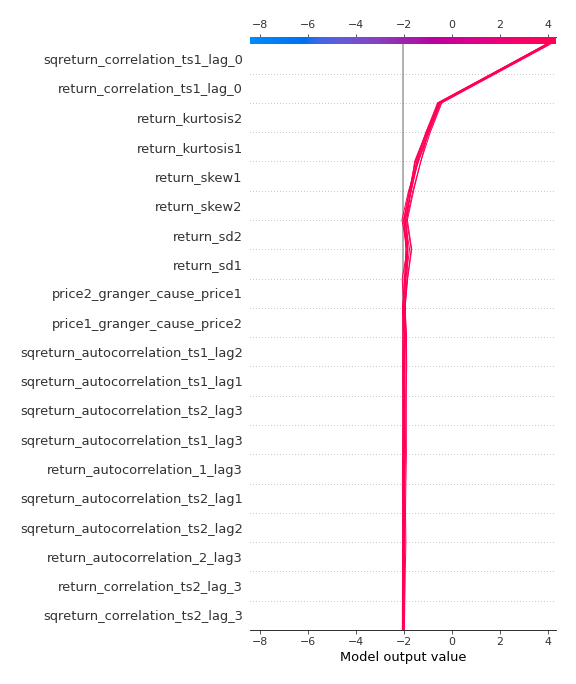 −8 −6 −4 −2 0 2 4
sqreturn_correlation_ts1_lag_0
return_correlation_ts1_lag_0
return_kurtosis2
return_kurtosis1
return_skew1
return_skew2
return_sd2
return_sd1
price2_granger_cause_price1
price1_granger_cause_price2
sqreturn_autocorrelation_ts1_lag2
sqreturn_autocorrelation_ts1_lag1
sqreturn_autocorrelation_ts2_lag3
sqreturn_autocorrelation_ts1_lag3
return_autocorrelation_1_lag3
sqreturn_autocorrelation_ts2_lag1
sqreturn_autocorrelation_ts2_lag2
return_autocorrelation_2_lag3
return_correlation_ts2_lag_3
sqreturn_correlation_ts2_lag_3
−8 −6 −4 −2 0 2 4
Model output value